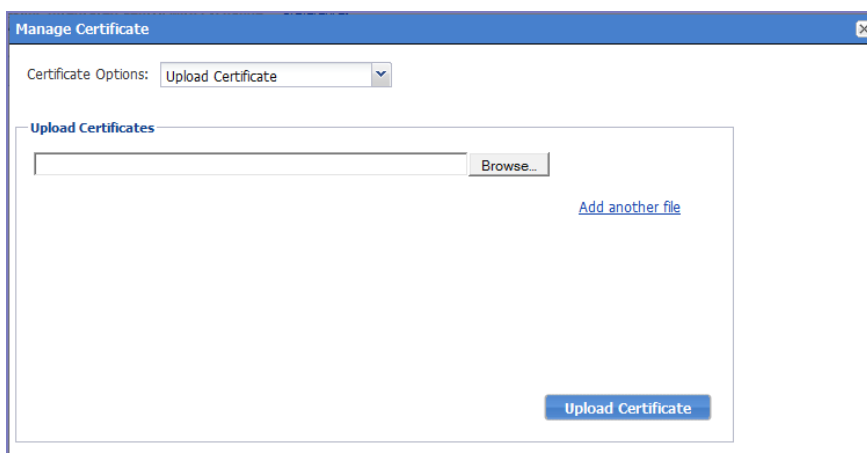 Manage Certificate
Certificate Options: Upload Certificate
Upload Certificates
Browse...
Add another file
Upload Certificate